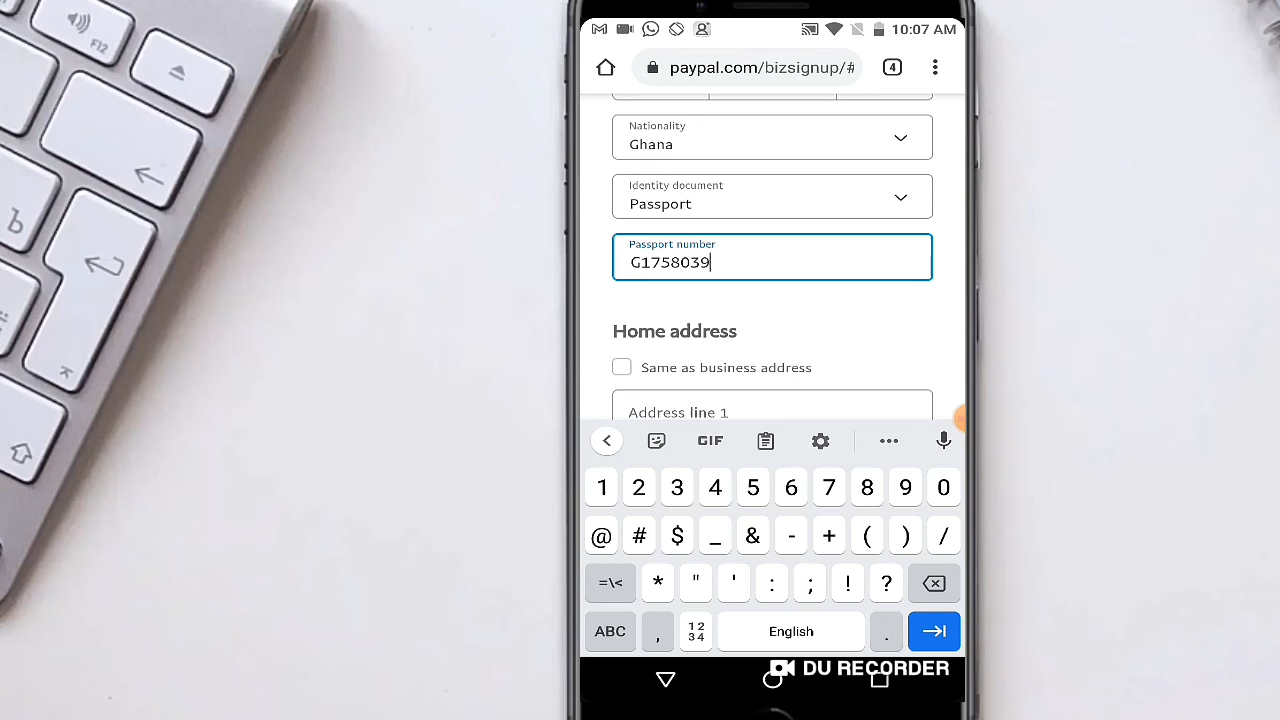 F12
10:07 AM
paypal.com/bizsignup/#
4
Nationality
Ghana
Identity document
Passport
Passport number
G1758039
Home address
Same as business address
Address line 1
GIF
1 2 3 4 5 6 7 8 9 0
@ # $ _ & - + ( ) /
=\< * " ' : ; ! ?
ABC , 12 34 English .
DU RECORDER
Ъ